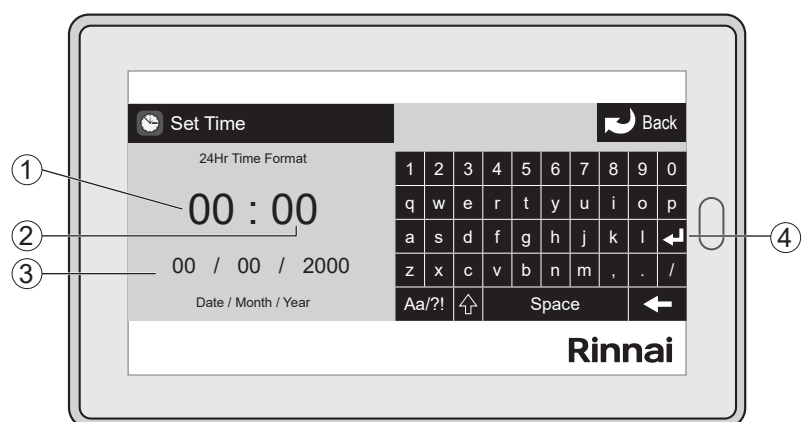 Set Time
Back
24Hr Time Format
00 : 00
00 / 00 / 2000
Date / Month / Year
1 2 3 4 5 6 7 8 9 0
q w e r t y u i o p
a s d f g h j k l
z x c v b n m , . /
Aa/?! Space
Rinnai
1
2
3
4